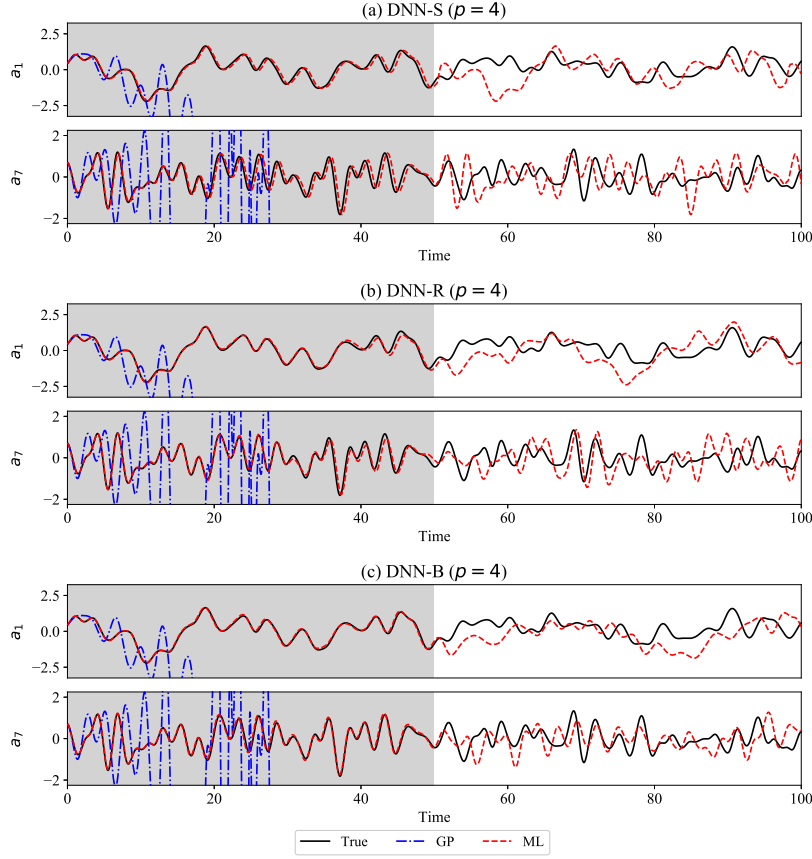 (a) DNN-S (p = 4)
2.5
0.0
−2.5
a1
2
0
−2
a7
0 20 40 60 80 100
Time
(b) DNN-R (p = 4)
2.5
0.0
−2.5
a1
2
0
−2
a7
0 20 40 60 80 100
Time
(c) DNN-B (p = 4)
2.5
0.0
−2.5
a1
2
0
−2
a7
0 20 40 60 80 100
Time
True GP ML